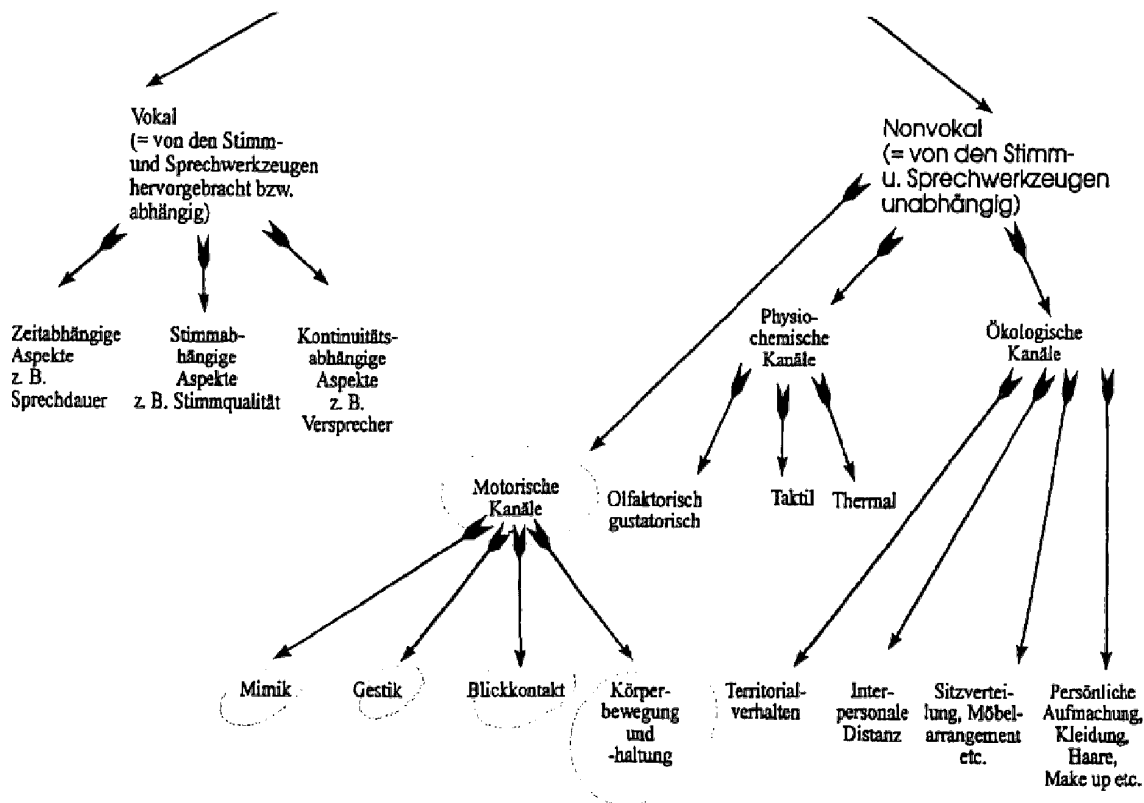 Vokal
(= von den Stimm-
und Sprechwerkzeugen
hervorgebracht bzw.
abhängig)
Nonvokal
(= von den Stimm-
u. Sprechwerkzeugen
unabhängig)
Zeitabhängige
Aspekte
z. B.
Sprechdauer
Stimmab-
hängige
Aspekte
z. B. Stimmqualität
Kontinuitäts-
abhängige
Aspekte
z. B.
Versprecher
Physio-
chemische
Kanäle
Ökologische
Kanäle
Motorische
Kanäle
Olfaktorisch
gustatorisch
Taktil
Thermal
Mimik
Gestik
Blickkontakt
Körper-
bewegung
und
-haltung
Territorial-
verhalten
Inter-
personale
Distanz
Sitzvertei-
lung, Möbel-
arrangement
etc.
Persönliche
Aufmachung,
Kleidung,
Haare,
Make up etc.